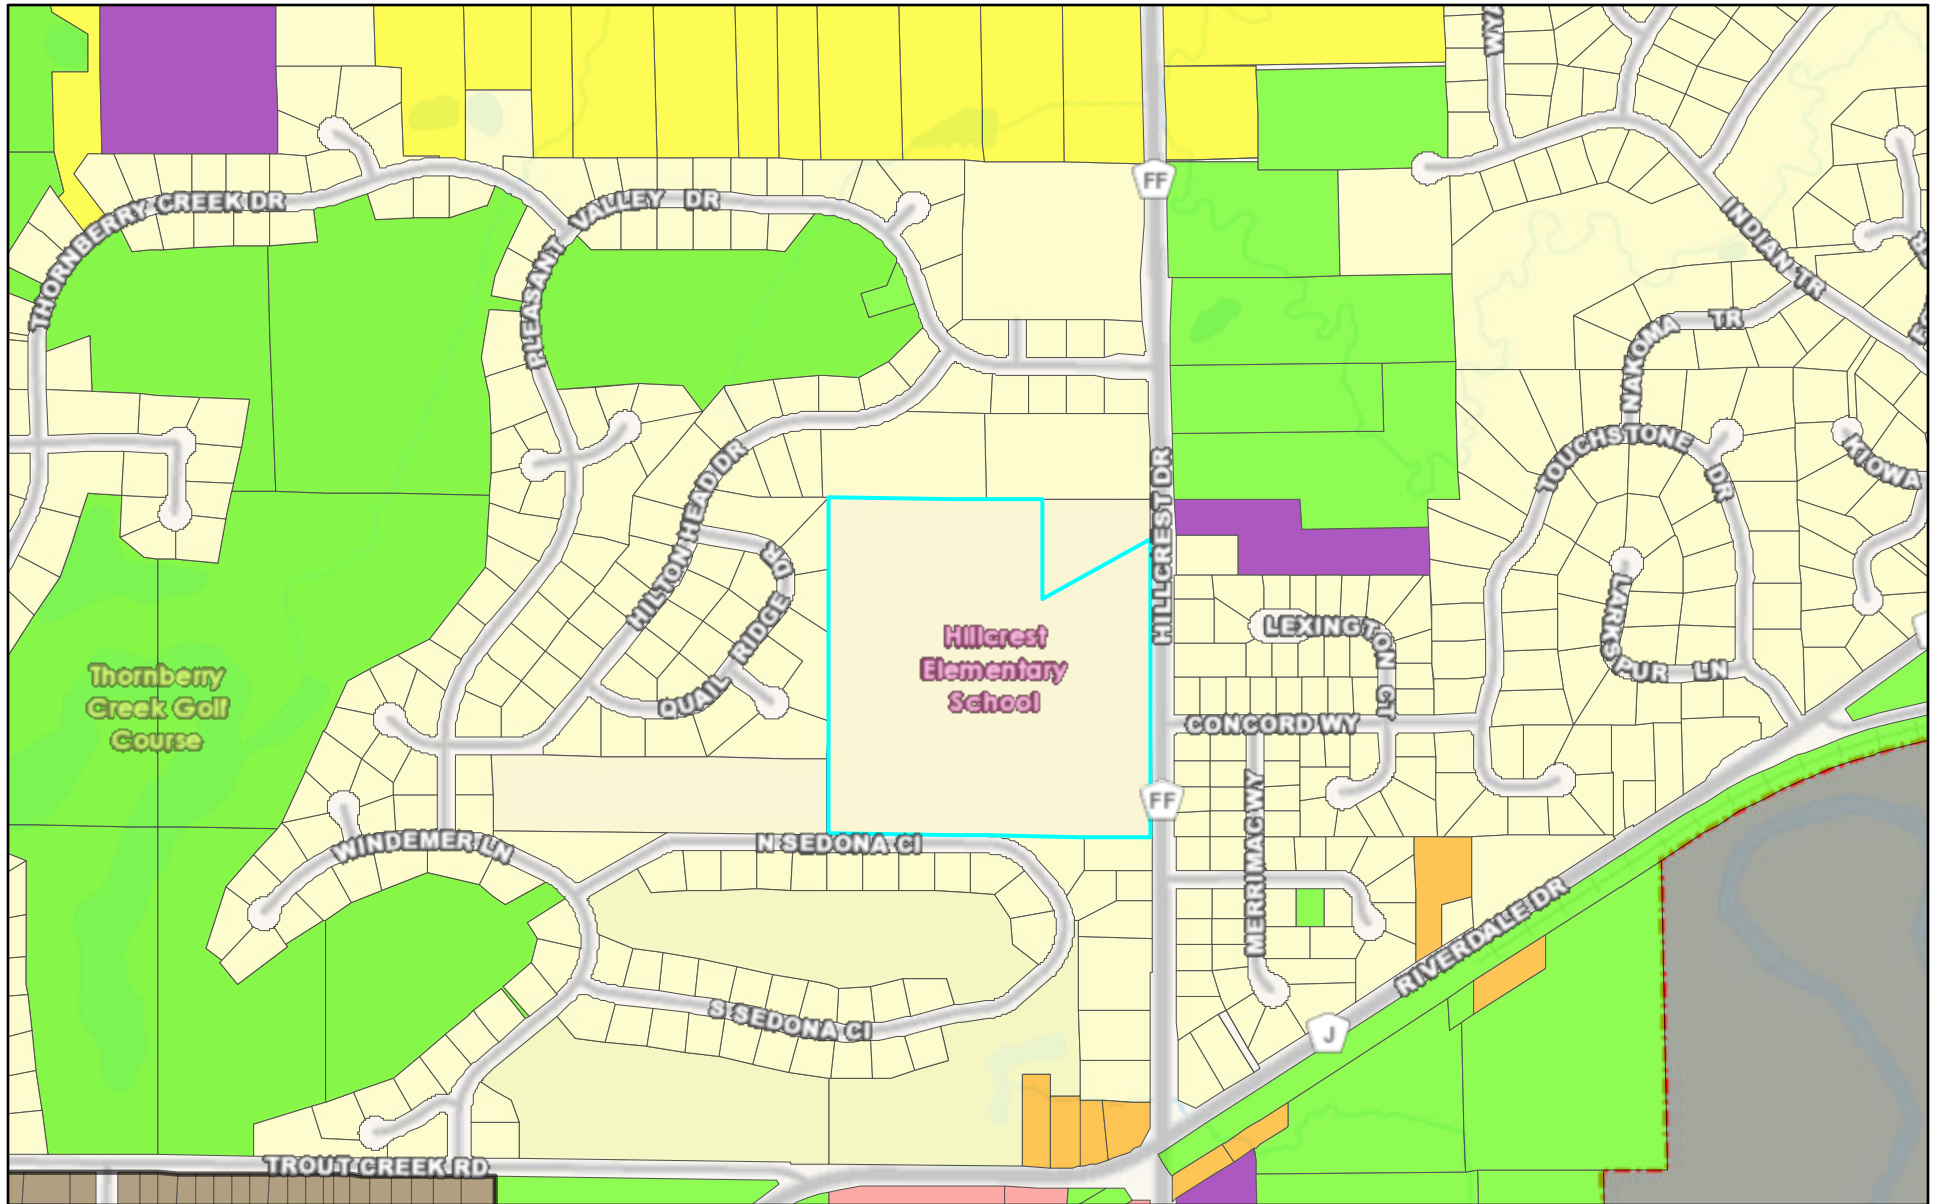 WY
FF
THORNBERRY CREEK DR
VALLEY DR
PLEASANT
INDIAN TR
NAKOMA TR
TOUCHSTONE DR
KIOWA
HILLCREST DR
HILTON HEAD DR
QUAIL RIDGE DR
LARKSPUR LN
LEXINGTON CT
Hillcrest
Elementary
School
Thornberry
Creek Golf
Course
CONCORD WY
FF
MERRIMAC WY
WINDEMER LN
N SEDONA CI
S SEDONA CI
RIVERDALE DR
J
TROUT CREEK RD